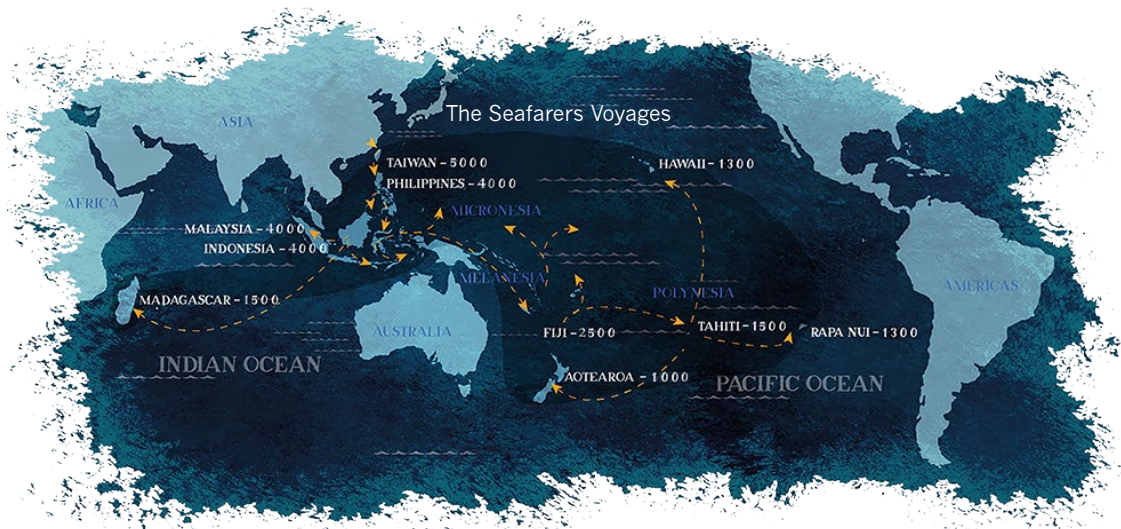 The Seafarers Voyages
ASIA
TAIWAN - 5000
HAWAII - 1300
PHILIPPINES - 4000
AFRICA
MICRONESIA
MALAYSIA - 4000
INDONESIA - 4000
MELANESIA
AMERICAS
POLYNESIA
MADAGASCAR - 1500
TAHITI - 1500
AUSTRALIA
FIJI - 2500
RAPA NUI - 1300
INDIAN OCEAN
AOTEAROA - 1000
PACIFIC OCEAN